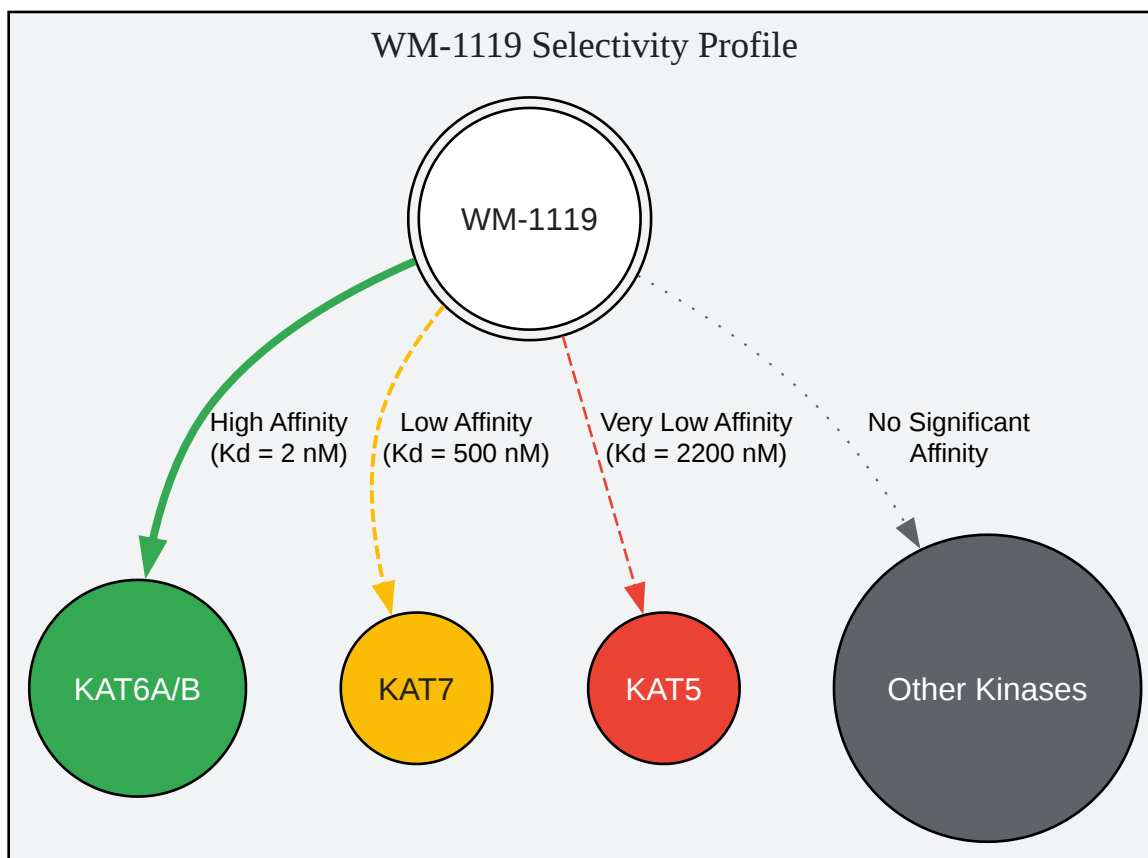 WM-1119 Selectivity Profile
WM-1119
High Affinity
(Kd = 2 nM)
Low Affinity
(Kd = 500 nM)
Very Low Affinity
(Kd = 2200 nM)
No Significant
Affinity
KAT6A/B
KAT7
KAT5
Other Kinases